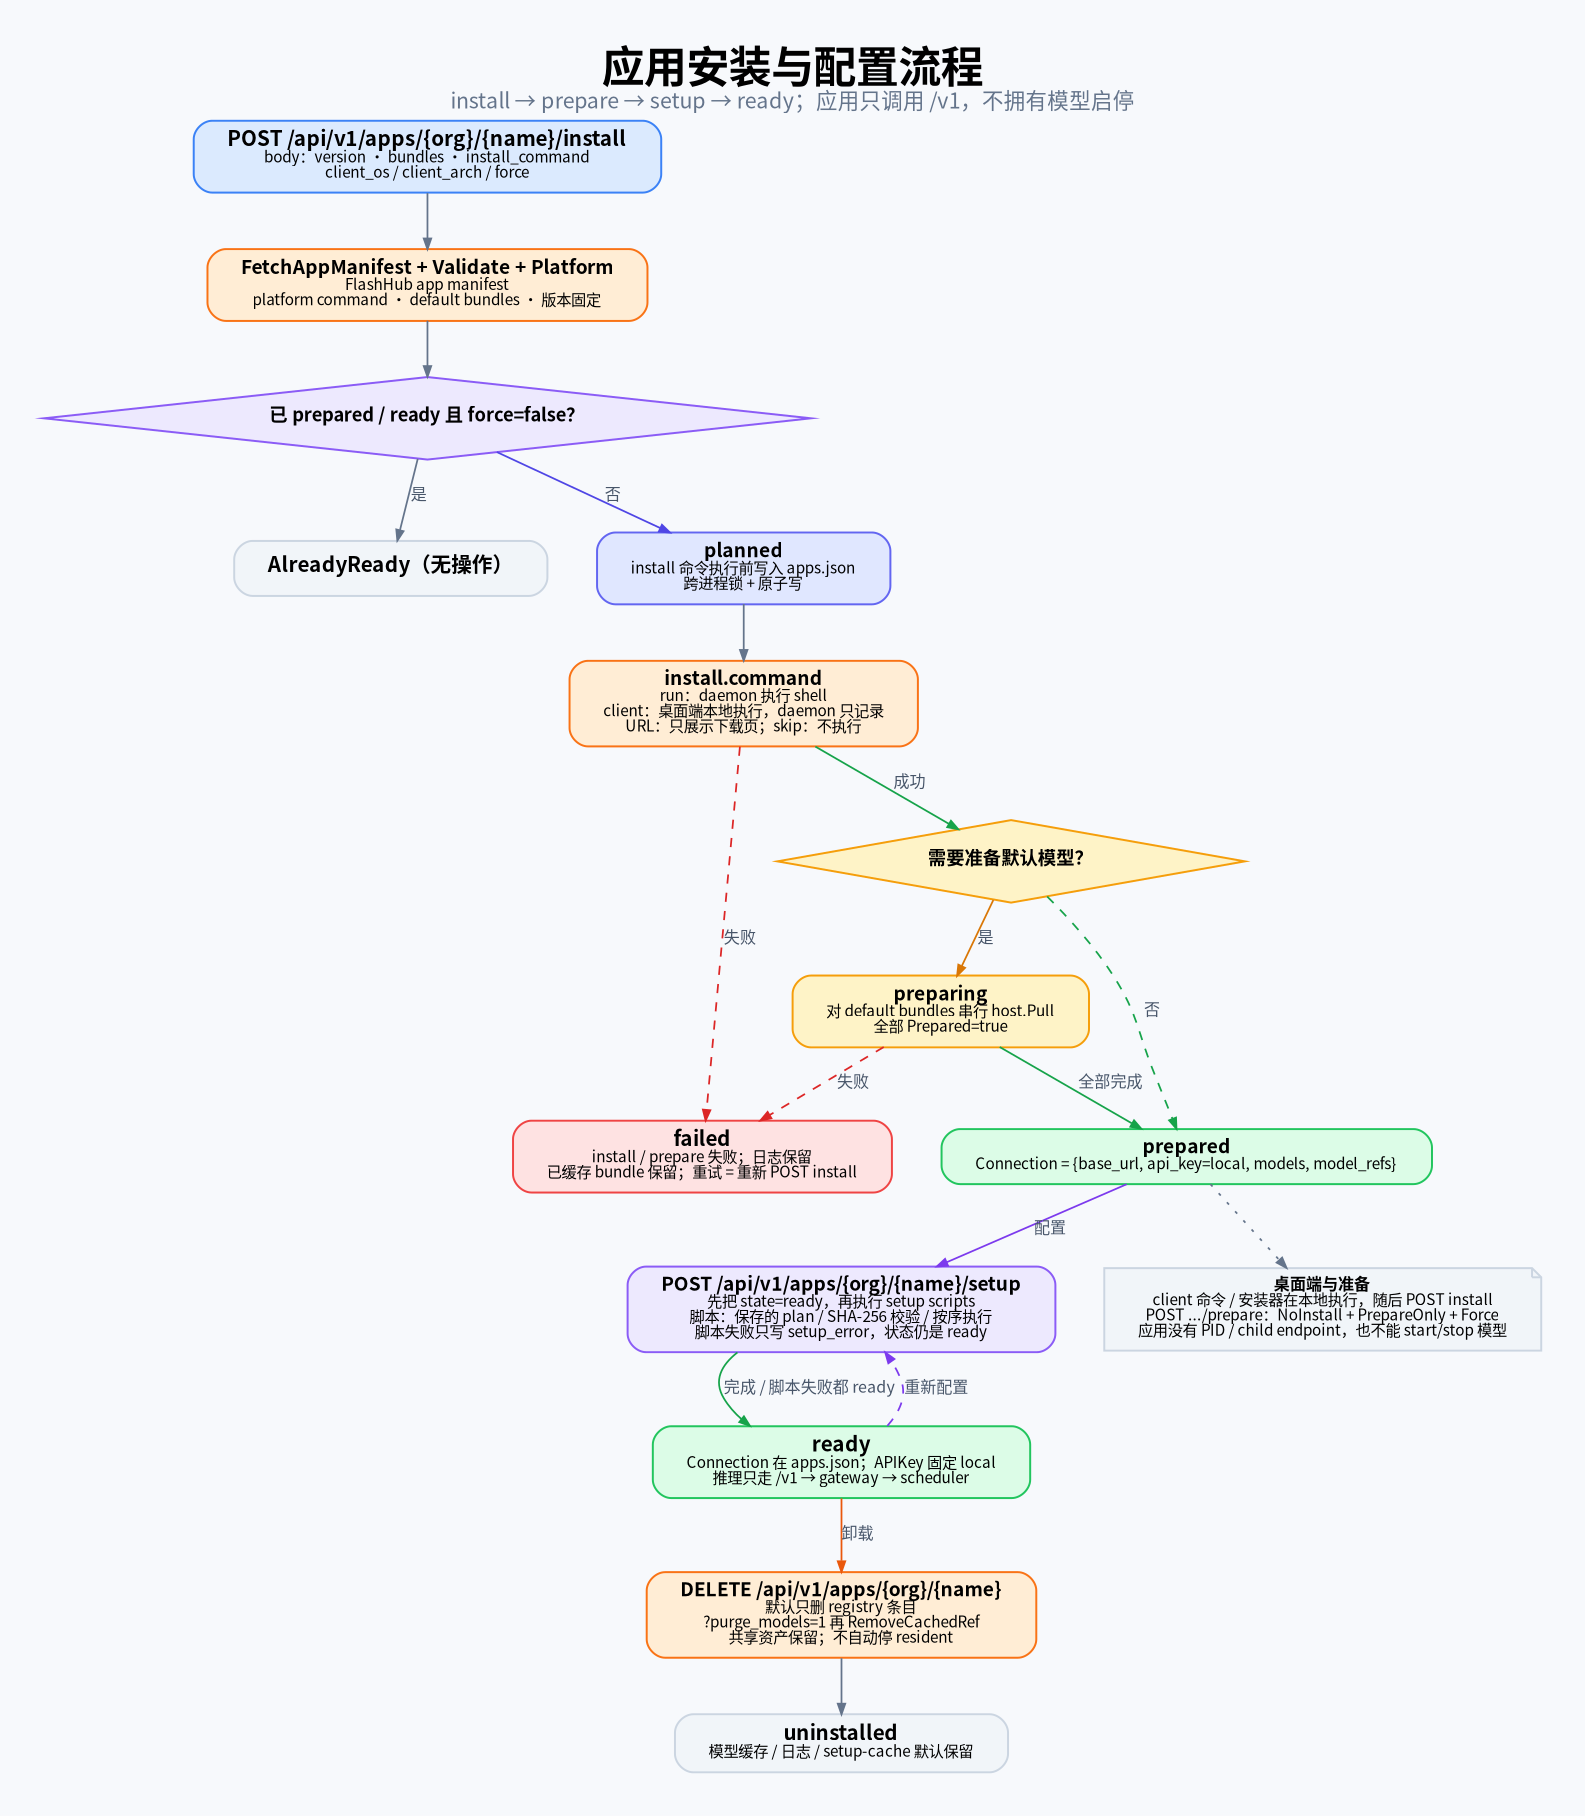 应用安装与配置流程
install → prepare → setup → ready；应用只调用 /v1，不拥有模型启停
POST /api/v1/apps/{org}/{name}/install
body：version · bundles · install_command
client_os / client_arch / force
FetchAppManifest + Validate + Platform
FlashHub app manifest
platform command · default bundles · 版本固定
已 prepared / ready 且 force=false?
是
否
AlreadyReady（无操作）
planned
install 命令执行前写入 apps.json
跨进程锁 + 原子写
install.command
run：daemon 执行 shell
client：桌面端本地执行，daemon 只记录
URL：只展示下载页；skip：不执行
成功
需要准备默认模型?
失败
是
preparing
对 default bundles 串行 host.Pull
全部 Prepared=true
否
失败
全部完成
failed
install / prepare 失败；日志保留
已缓存 bundle 保留；重试 = 重新 POST install
prepared
Connection = {base_url, api_key=local, models, model_refs}
配置
POST /api/v1/apps/{org}/{name}/setup
先把 state=ready，再执行 setup scripts
脚本：保存的 plan / SHA-256 校验 / 按序执行
脚本失败只写 setup_error，状态仍是 ready
桌面端与准备
client 命令 / 安装器在本地执行，随后 POST install
POST .../prepare：NoInstall + PrepareOnly + Force
应用没有 PID / child endpoint，也不能 start/stop 模型
完成 / 脚本失败都 ready
重新配置
ready
Connection 在 apps.json；APIKey 固定 local
推理只走 /v1 → gateway → scheduler
卸载
DELETE /api/v1/apps/{org}/{name}
默认只删 registry 条目
?purge_models=1 再 RemoveCachedRef
共享资产保留；不自动停 resident
uninstalled
模型缓存 / 日志 / setup-cache 默认保留